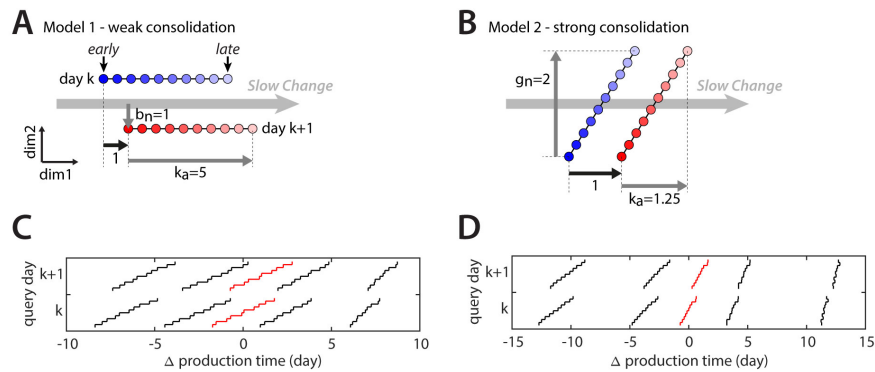 A Model 1 - weak consolidation
early late
day k
Slow Change
bn=1
day k+1
dim2
1
dim1
ka=5
B Model 2 - strong consolidation
gn=2
Slow Change
1
ka=1.25
C
query day
k+1
k
-10 -5 0 5 10
Δ production time (day)
D
query day
k+1
k
-15 -10 -5 0 5 10 15
Δ production time (day)